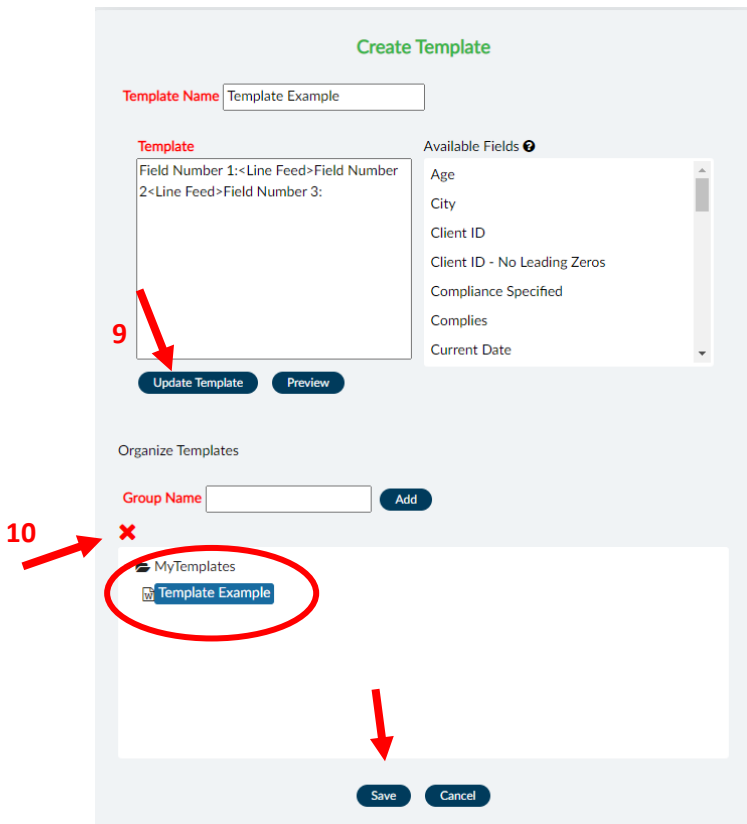 Create Template
Template Name Template Example
Template
Available Fields ?
Field Number 1:<Line Feed>Field Number
2<Line Feed>Field Number 3:
Age
City
Client ID
Client ID - No Leading Zeros
Compliance Specified
Complies
Current Date
9
Update Template Preview
Organize Templates
Group Name Add
10
MyTemplates
W Template Example
Save Cancel